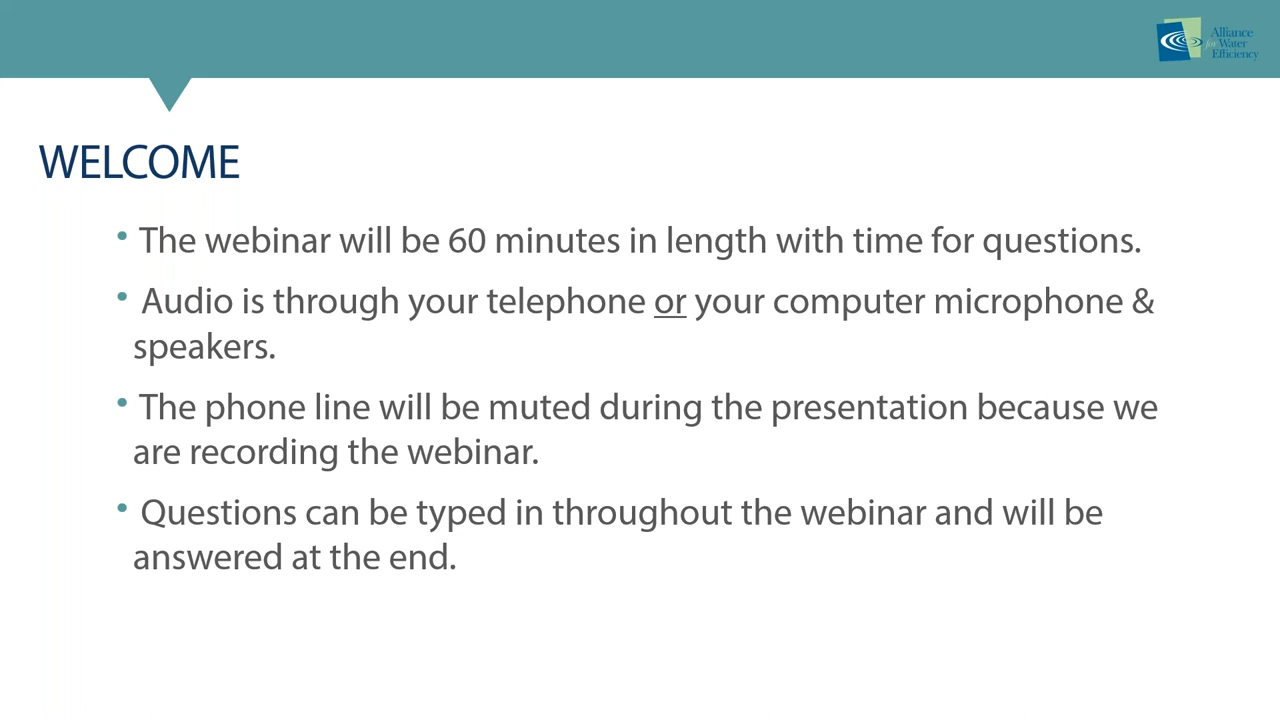 Alliance
for Water
Efficiency
WELCOME
• The webinar will be 60 minutes in length with time for questions.
• Audio is through your telephone or your computer microphone &
speakers.
• The phone line will be muted during the presentation because we
are recording the webinar.
• Questions can be typed in throughout the webinar and will be
answered at the end.